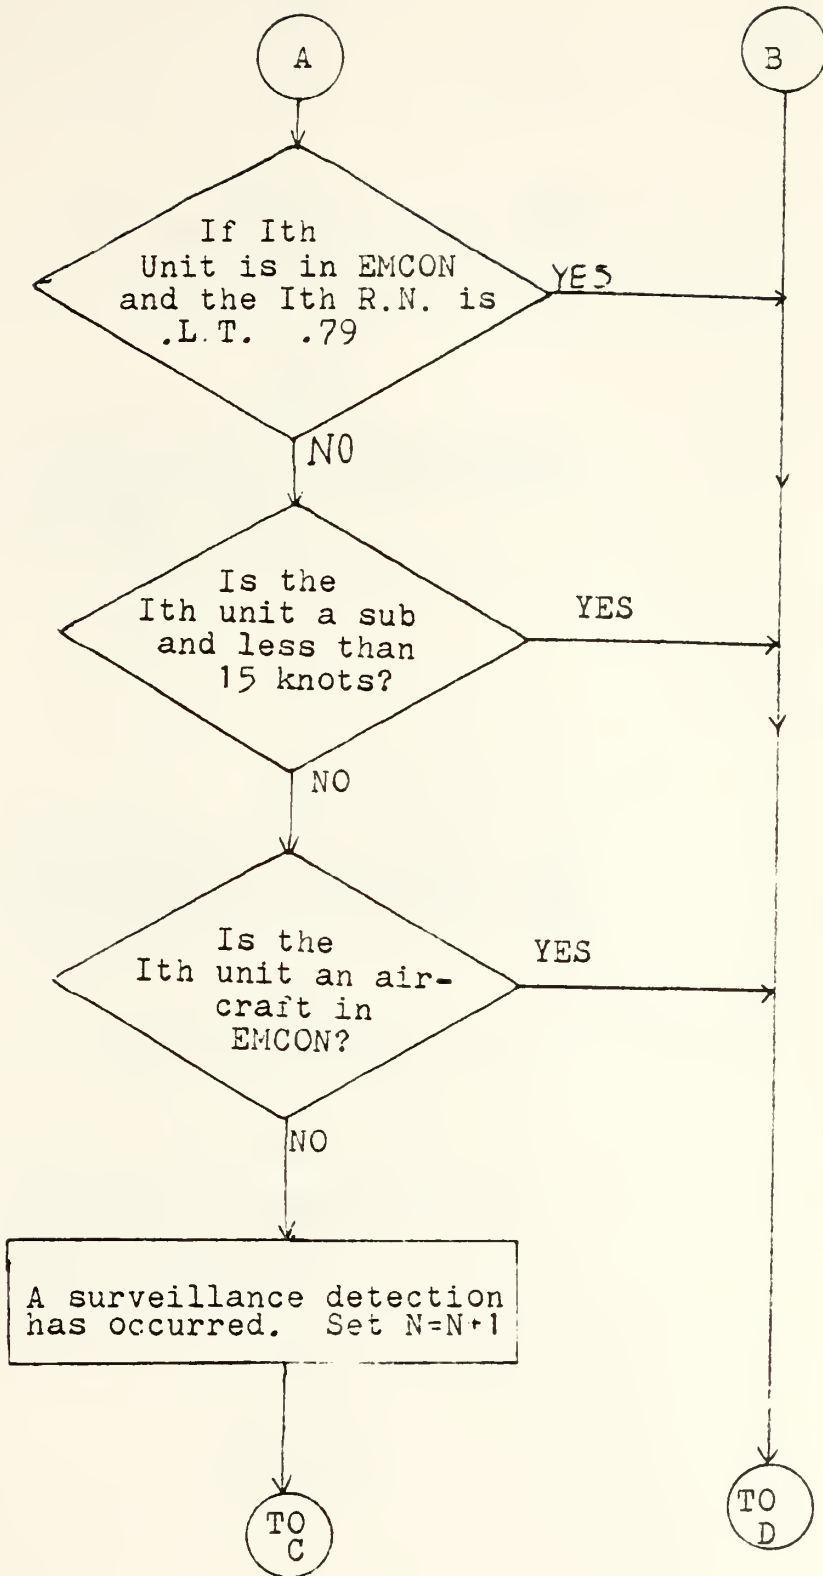 A
B
If Ith
Unit is in EMCON
and the Ith R.N. is
.L.T. .79
YES
NO
Is the
Ith unit a sub
and less than
15 knots?
YES
NO
Is the
Ith unit an air-
craft in
EMCON?
YES
NO
A surveillance detection
has occurred. Set N=N+1
TO
C
TO
D